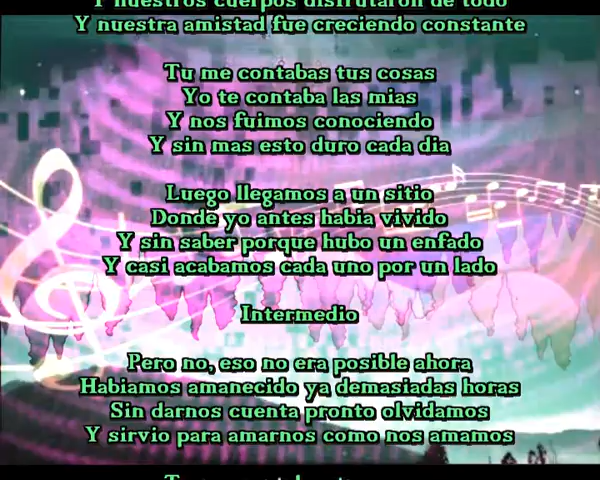 Y nuestros cuerpos disfrutaron de todo
Y nuestra amistad fue creciendo constante
Tu me contabas tus cosas
Yo te contaba las mias
Y nos fuimos conociendo
Y sin mas esto duro cada dia
Luego llegamos a un sitio
Donde yo antes habia vivido
Y sin saber porque hubo un enfado
Y casi acabamos cada uno por un lado
Intermedio
Pero no, eso no era posible ahora
Habiamos amanecido ya demasiadas horas
Sin darnos cuenta pronto olvidamos
Y sirvio para amarnos como nos amamos